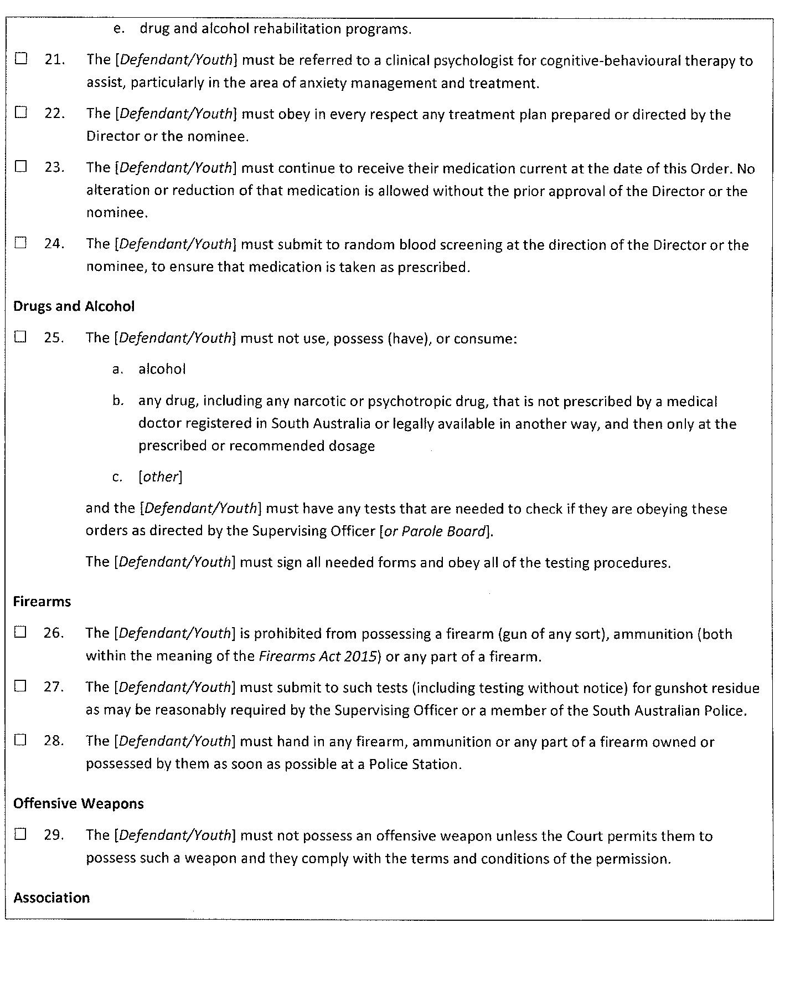 e. drug and alcohol rehabilitation programs.
☐ 21. The [Defendant/Youth] must be referred to a clinical psychologist for cognitive-behavioural therapy to
assist, particularly in the area of anxiety management and treatment.
☐ 22. The [Defendant/Youth] must obey in every respect any treatment plan prepared or directed by the
Director or the nominee.
☐ 23. The [Defendant/Youth] must continue to receive their medication current at the date of this Order. No
alteration or reduction of that medication is allowed without the prior approval of the Director or the
nominee.
☐ 24. The [Defendant/Youth] must submit to random blood screening at the direction of the Director or the
nominee, to ensure that medication is taken as prescribed.
Drugs and Alcohol
☐ 25. The [Defendant/Youth] must not use, possess (have), or consume:
a. alcohol
b. any drug, including any narcotic or psychotropic drug, that is not prescribed by a medical
doctor registered in South Australia or legally available in another way, and then only at the
prescribed or recommended dosage
c. [other]
and the [Defendant/Youth] must have any tests that are needed to check if they are obeying these
orders as directed by the Supervising Officer [or Parole Board].
The [Defendant/Youth] must sign all needed forms and obey all of the testing procedures.
Firearms
☐ 26. The [Defendant/Youth] is prohibited from possessing a firearm (gun of any sort), ammunition (both
within the meaning of the Firearms Act 2015) or any part of a firearm.
☐ 27. The [Defendant/Youth] must submit to such tests (including testing without notice) for gunshot residue
as may be reasonably required by the Supervising Officer or a member of the South Australian Police.
☐ 28. The [Defendant/Youth] must hand in any firearm, ammunition or any part of a firearm owned or
possessed by them as soon as possible at a Police Station.
Offensive Weapons
☐ 29. The [Defendant/Youth] must not possess an offensive weapon unless the Court permits them to
possess such a weapon and they comply with the terms and conditions of the permission.
Association